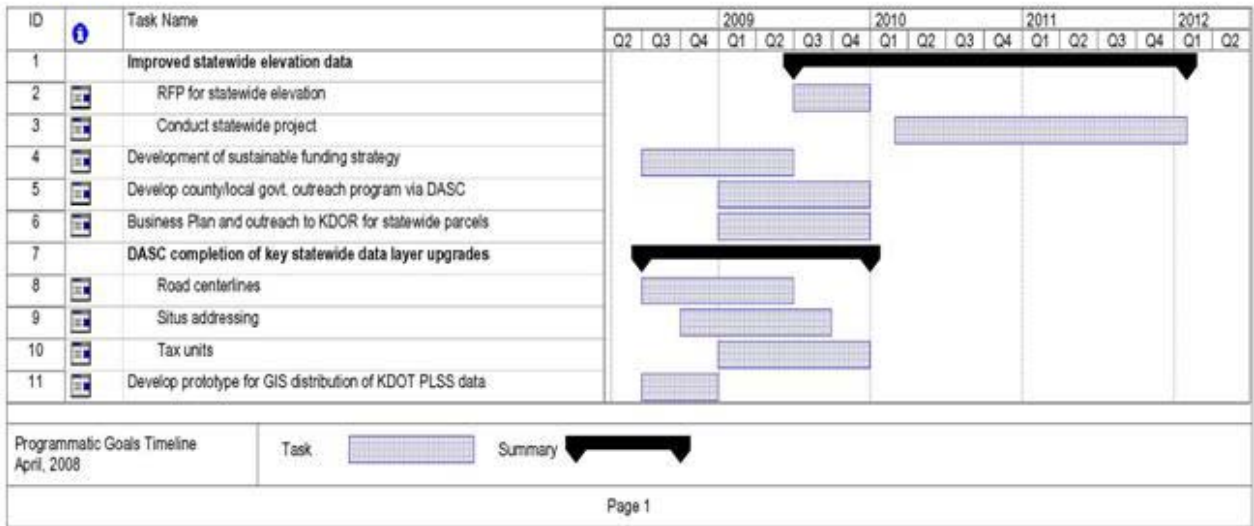 ID Task Name 2009 2010 2011 2012
Q2 Q3 Q4 Q1 Q2 Q3 Q4 Q1 Q2 Q3 Q4 Q1 Q2 Q3 Q4 Q1 Q2
1 Improved statewide elevation data
2 RFP for statewide elevation
3 Conduct statewide project
4 Development of sustainable funding strategy
5 Develop county/local govt. outreach program via DASC
6 Business Plan and outreach to KDOR for statewide parcels
7 DASC completion of key statewide data layer upgrades
8 Road centerlines
9 Situs addressing
10 Tax units
11 Develop prototype for GIS distribution of KDOT PLSS data
Programmatic Goals Timeline
April, 2008
Task Summary
Page 1